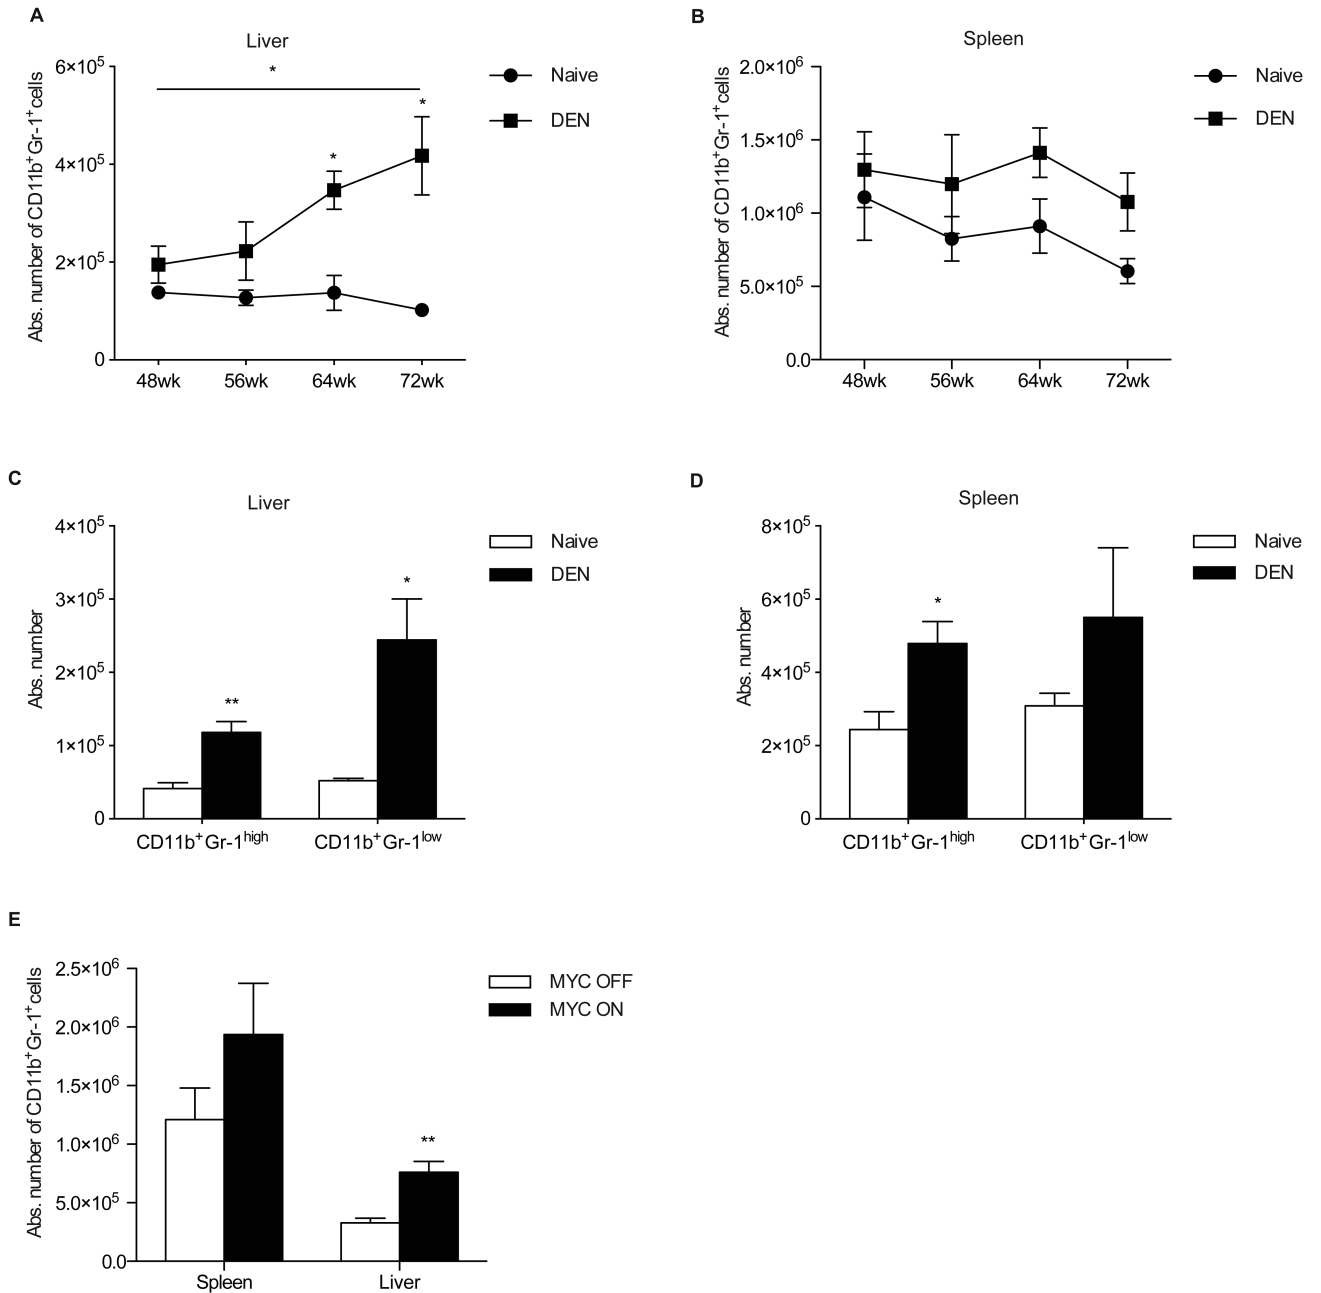 A
Liver
Abs. number of CD11b⁺Gr-1⁺cells
6×10⁵
4×10⁵
2×10⁵
0
*
*
*
48wk 56wk 64wk 72wk
Naive
DEN
B
Spleen
Abs. number of CD11b⁺Gr-1⁺cells
2.0×10⁶
1.5×10⁶
1.0×10⁶
5.0×10⁵
0.0
48wk 56wk 64wk 72wk
Naive
DEN
C
Liver
Abs. number
4×10⁵
3×10⁵
2×10⁵
1×10⁵
0
**
*
CD11b⁺Gr-1ʰⁱᵍʰ CD11b⁺Gr-1ˡᵒʷ
Naive
DEN
D
Spleen
Abs. number
8×10⁵
6×10⁵
4×10⁵
2×10⁵
0
*
CD11b⁺Gr-1ʰⁱᵍʰ CD11b⁺Gr-1ˡᵒʷ
Naive
DEN
E
Abs. number of CD11b⁺Gr-1⁺cells
2.5×10⁶
2.0×10⁶
1.5×10⁶
1.0×10⁶
5.0×10⁵
0.0
**
Spleen Liver
MYC OFF
MYC ON